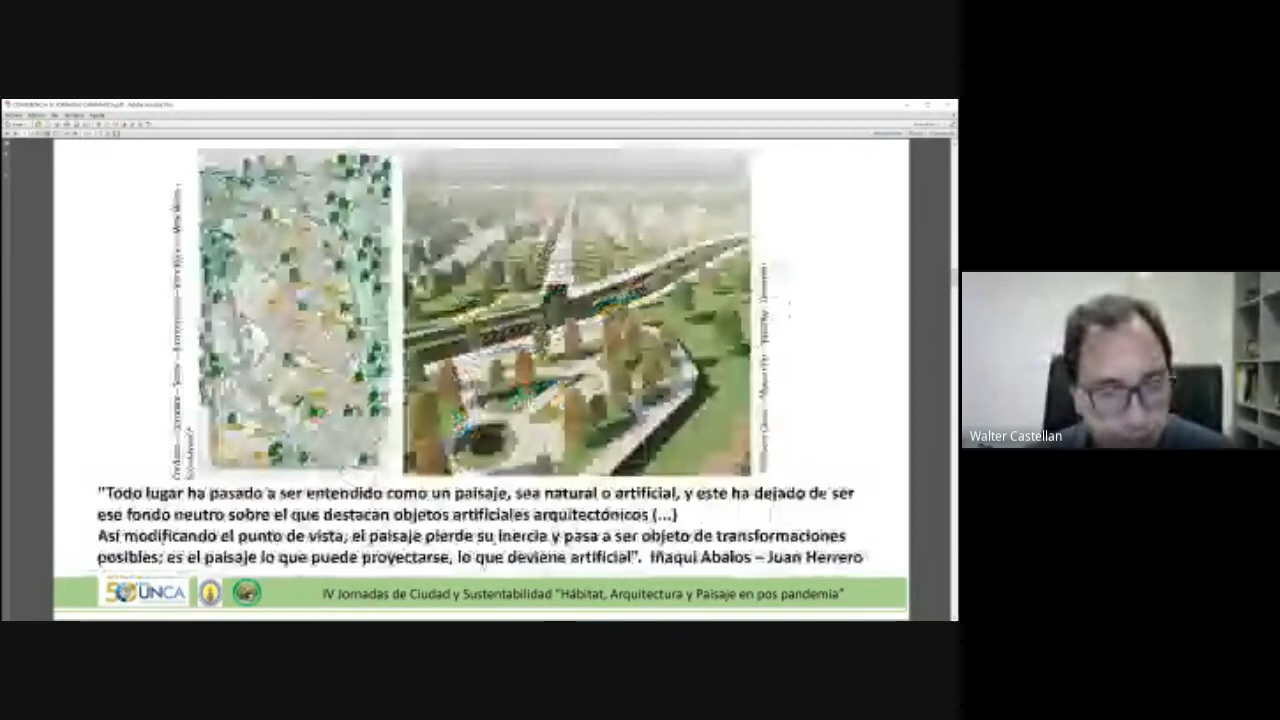 "Todo lugar ha pasado a ser entendido como un paisaje, sea natural o artificial, y este ha dejado de ser
ese fondo neutro sobre el que destacan objetos artificiales arquitectónicos (...)
Así modificando el punto de vista, el paisaje pierde su inercia y pasa a ser objeto de transformaciones
posibles; es el paisaje lo que puede proyectarse, lo que deviene artificial". Iñaqui Abalos – Juan Herrero
50 UNCA
IV Jornadas de Ciudad y Sustentabilidad "Hábitat, Arquitectura y Paisaje en pos pandemia"
Walter Castellan